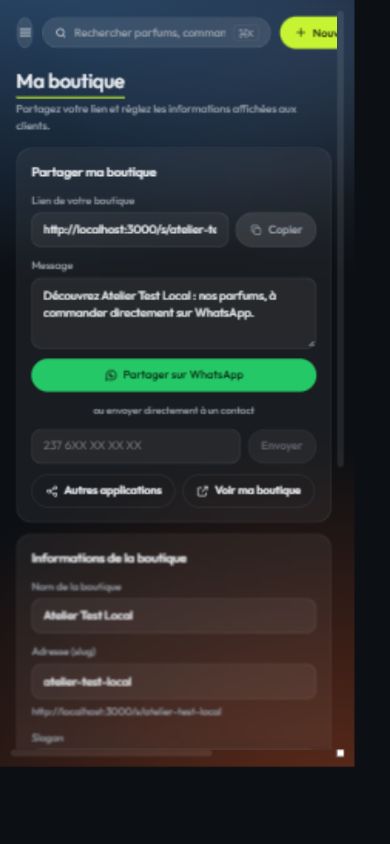 Rechercher parfums, comman ⌘K
+ Nouv
Ma boutique
Partagez votre lien et réglez les informations affichées aux
clients.
Partager ma boutique
Lien de votre boutique
http://localhost:3000/s/atelier-te
Copier
Message
Découvrez Atelier Test Local : nos parfums, à
commander directement sur WhatsApp.
Partager sur WhatsApp
ou envoyer directement à un contact
237 6XX XX XX XX
Envoyer
Autres applications
Voir ma boutique
Informations de la boutique
Nom de la boutique
Atelier Test Local
Adresse (slug)
atelier-test-local
http://localhost:3000/s/atelier-test-local
Slogan